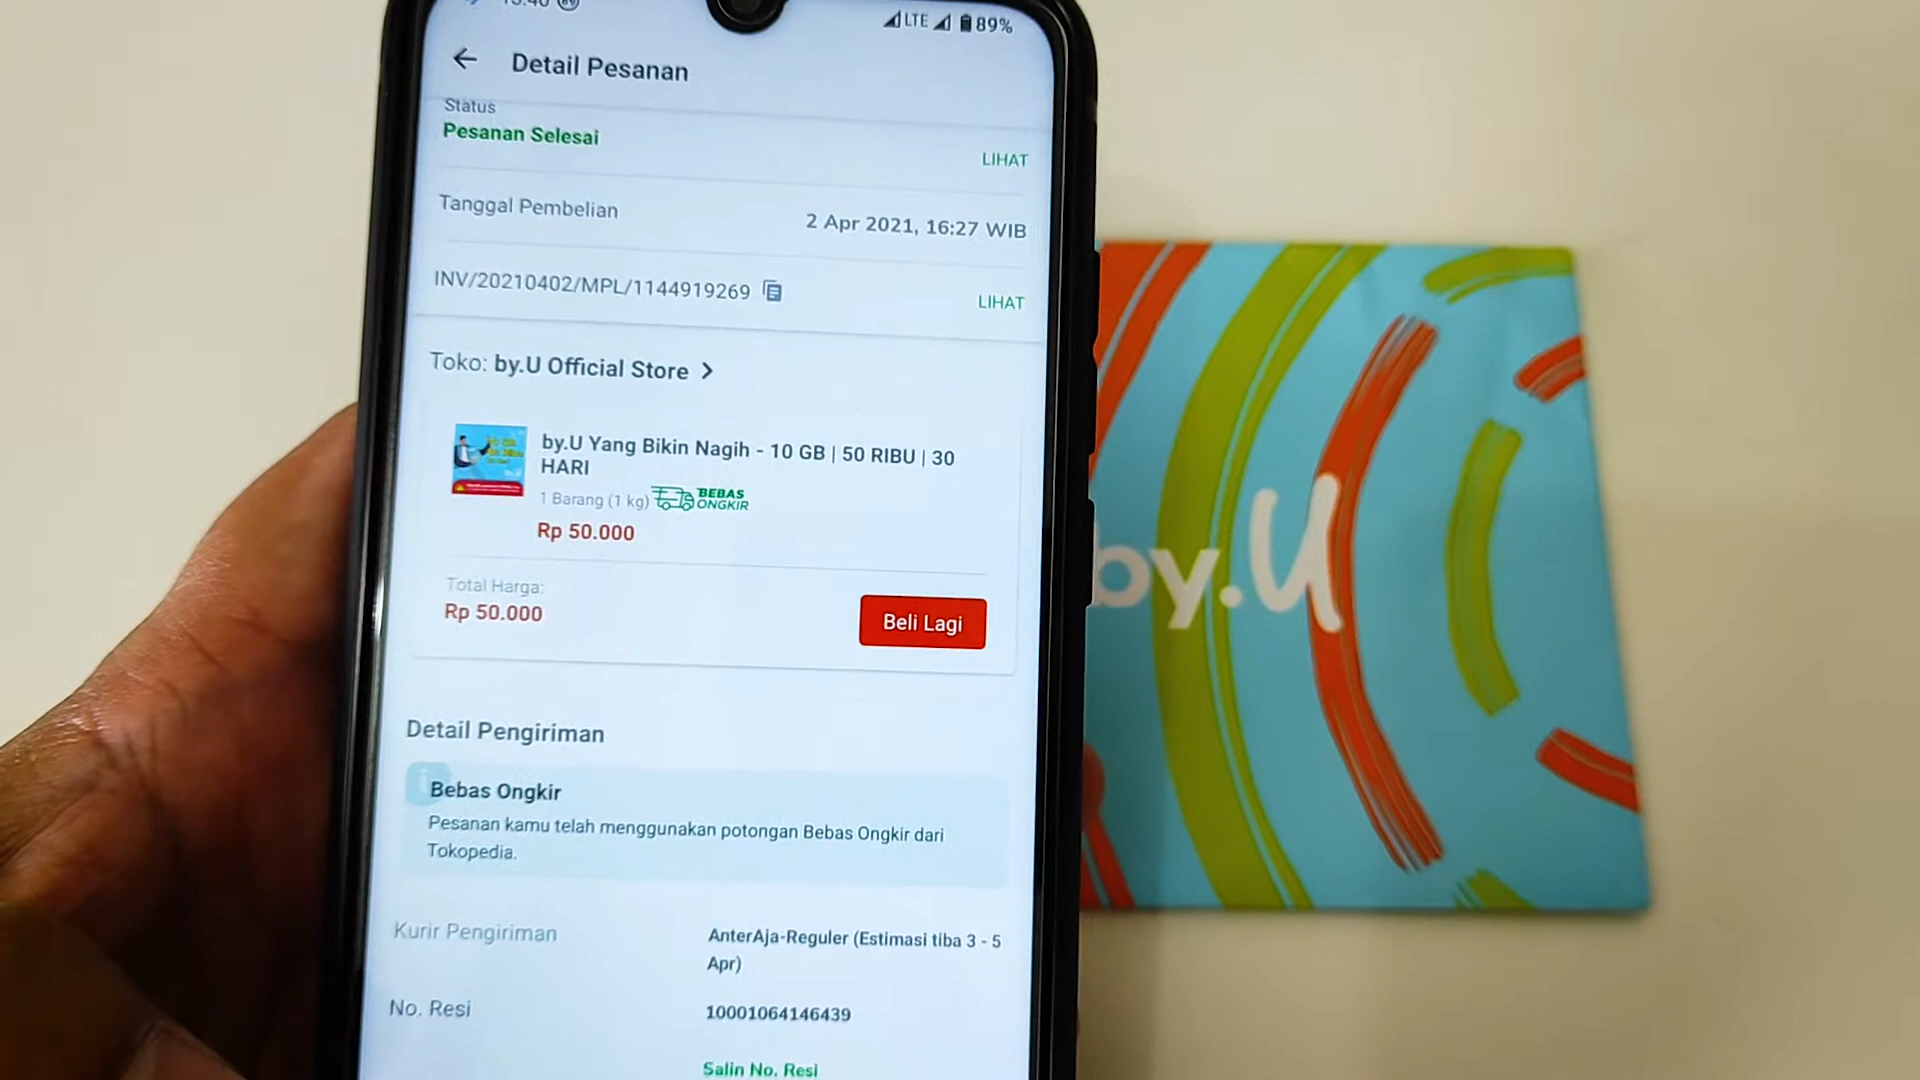 LTE 89%
Detail Pesanan
Status
Pesanan Selesai
LIHAT
Tanggal Pembelian
2 Apr 2021, 16:27 WIB
INV/20210402/MPL/1144919269
LIHAT
Toko: by.U Official Store
by.U Yang Bikin Nagih - 10 GB | 50 RIBU | 30
HARI
1 Barang (1 kg) BEBAS
ONGKIR
Rp 50.000
Total Harga:
Rp 50.000
Beli Lagi
Detail Pengiriman
Bebas Ongkir
Pesanan kamu telah menggunakan potongan Bebas Ongkir dari
Tokopedia.
Kurir Pengiriman
AnterAja-Reguler (Estimasi tiba 3 - 5
Apr)
No. Resi
10001064146439
Salin No. Resi
by.U